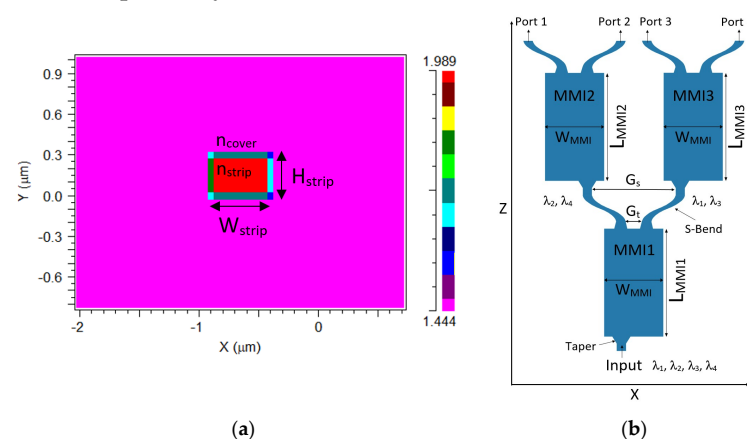 (b)
Port 1
Port 2
Port 3
Port
MMI2
MMI3
WMMI
LMMI2
WMMI
LMMI3
Gs
λ2, λ4
λ1, λ3
Gt
S-Bend
Z
MMI1
WMMI
LMMI1
Taper
Input λ1, λ2, λ3, λ4
X
1.989
0.9
0.6
0.3
0.0
-0.3
-0.6
Y (μm)
ncover
nstrip
Hstrip
Wstrip
1.444
-2
-1
0
X (μm)
(a)
(b)